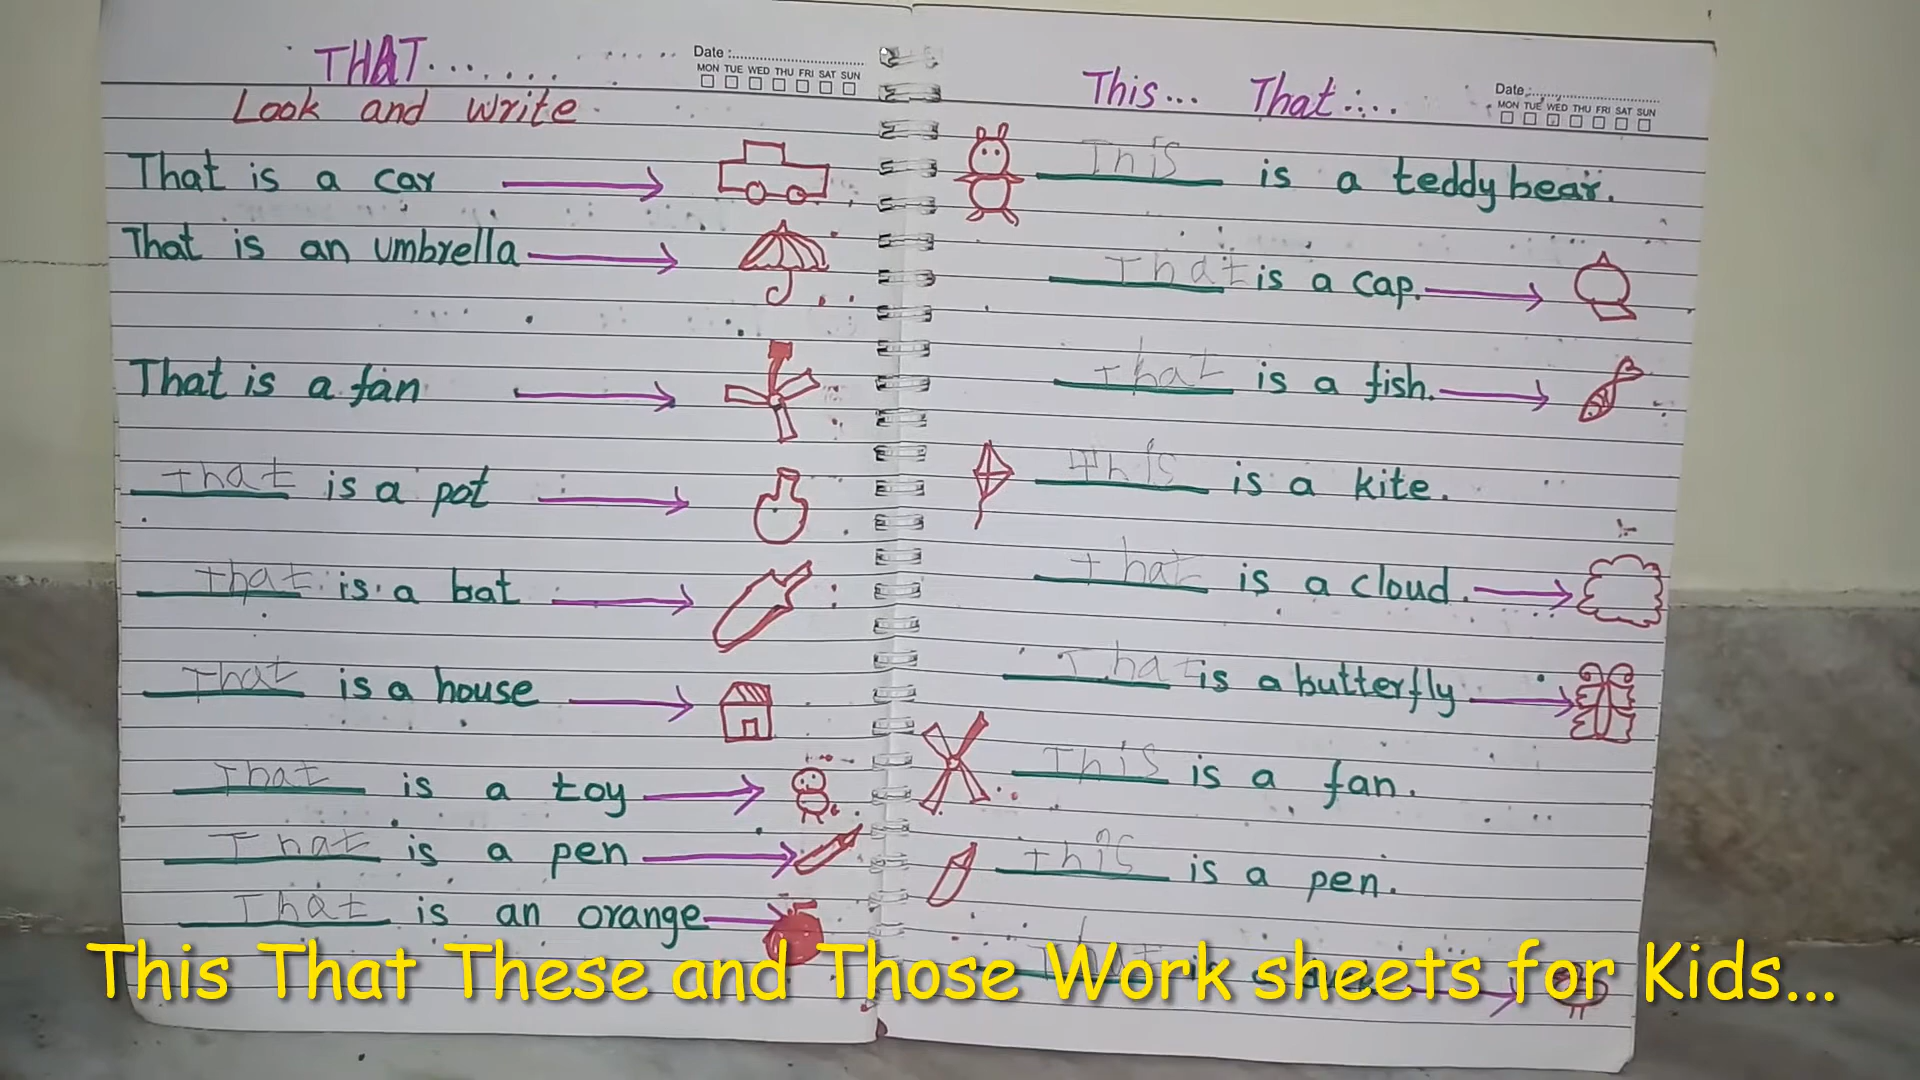 THAT.......
Date :
MON TUE WED THU FRI SAT SUN
Look and write
That is a car
That is an umbrella
That is a fan
That is a pot
That is a bat
That is a house
That is a toy
That is a pen
That is an orange
This... That....
Date :
MON TUE WED THU FRI SAT SUN
This is a teddy bear.
That is a cap.
That is a fish.
This is a kite.
That is a cloud.
That is a butterfly
This is a fan.
This is a pen.
This That These and Those Work sheets for Kids...